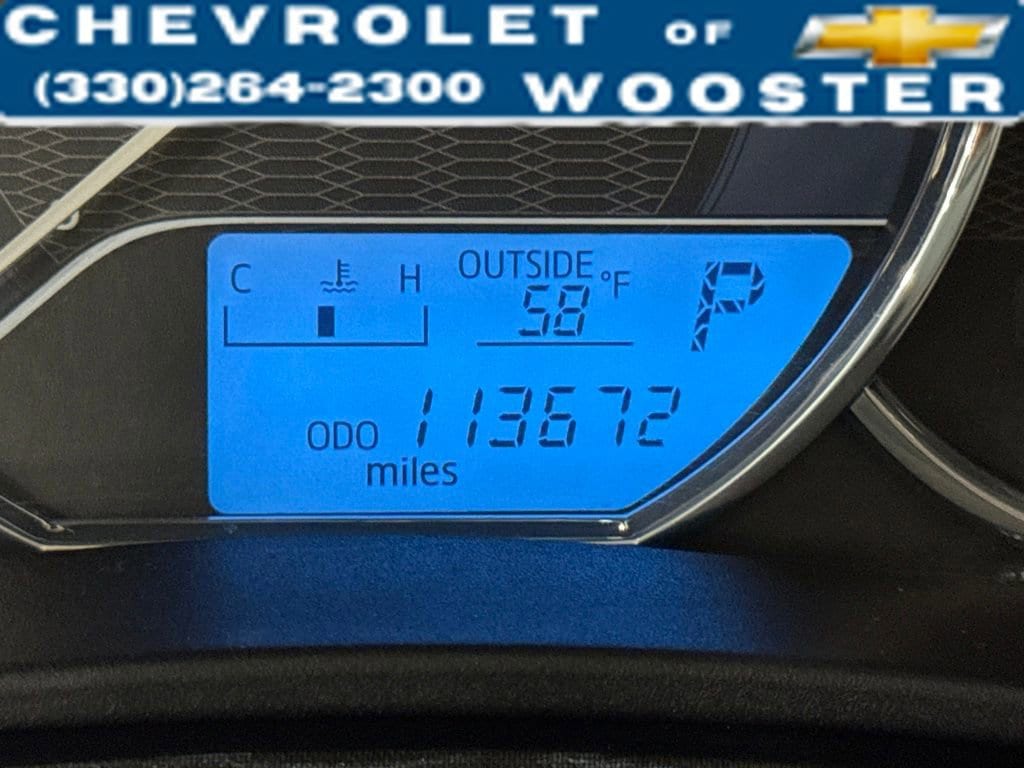 CHEVROLET OF
(330)264-2300 WOOSTER
C H OUTSIDE
58 °F P
ODO 113672
miles